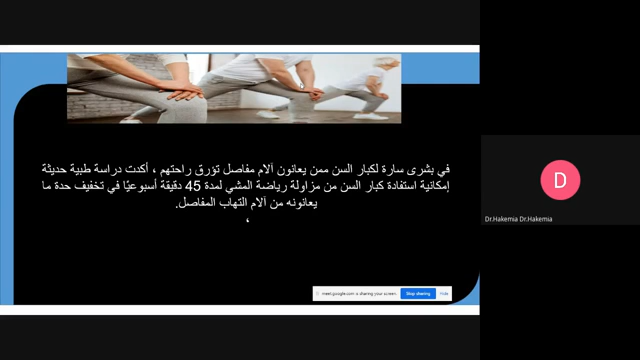 في بشرى سارة لكبار السن ممن يعانون آلام مفاصل تؤرق راحتهم ، أكدت دراسة طبية حديثة
إمكانية استفادة كبار السن من مزاولة رياضة المشي لمدة 45 دقيقة أسبوعيًا في تخفيف حدة ما
يعانونه من آلام التهاب المفاصل.
،
D
Dr.Hakemia Dr.Hakemia
meet.google.com is sharing your screen. Stop sharing Hide